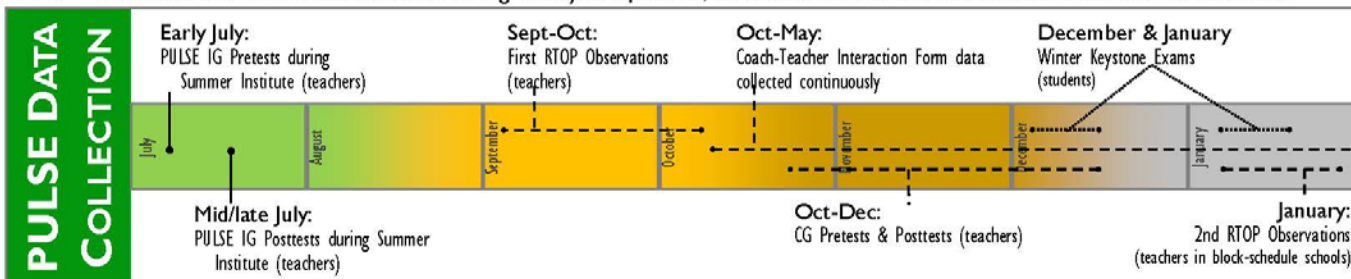 PULSE DATA
COLLECTION
Early July:
PULSE IG Pretests during
Summer Institute (teachers)
Sept-Oct:
First RTOP Observations
(teachers)
Oct-May:
Coach-Teacher Interaction Form data
collected continuously
December & January
Winter Keystone Exams
(students)
July
August
September
October
November
December
January
Mid/late July:
PULSE IG Posttests during Summer
Institute (teachers)
Oct-Dec:
CG Pretests & Posttests (teachers)
January:
2nd RTOP Observations
(teachers in block-schedule schools)